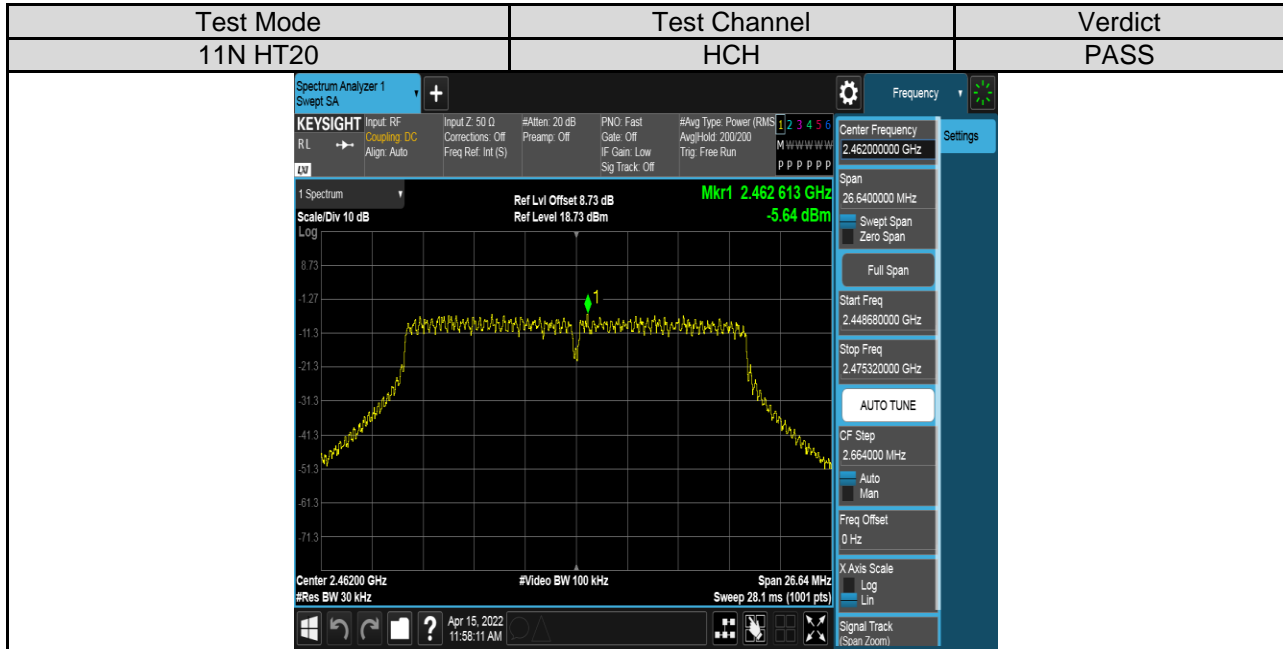 Test Mode Test Channel Verdict
11N HT20 HCH PASS
Spectrum Analyzer 1
Swept SA
+
Frequency
KEYSIGHT Input: RF Input Z: 50 Ω #Atten: 20 dB PNO: Fast #Avg Type: Power (RMS 1 2 3 4 5 6
RL Coupling: DC Corrections: Off Preamp: Off Gate: Off Avg|Hold: 200/200 M W W W W W
Align: Auto Freq Ref: Int (S) IF Gain: Low Trig: Free Run
LXI Sig Track: Off P P P P P P
Center Frequency
2.462000000 GHz
Settings
1 Spectrum
Ref Lvl Offset 8.73 dB
Mkr1 2.462 613 GHz
Scale/Div 10 dB Ref Level 18.73 dBm -5.64 dBm
Log
8.73
-1.27
-11.3
-21.3
-31.3
-41.3
-51.3
-61.3
-71.3
1
Center 2.46200 GHz #Video BW 100 kHz Span 26.64 MHz
#Res BW 30 kHz Sweep 28.1 ms (1001 pts)
Span
26.6400000 MHz
Swept Span
Zero Span
Full Span
Start Freq
2.448680000 GHz
Stop Freq
2.475320000 GHz
AUTO TUNE
CF Step
2.664000 MHz
Auto
Man
Freq Offset
0 Hz
X Axis Scale
Log
Lin
Signal Track
(Span Zoom)
? Apr 15, 2022
11:58:11 AM